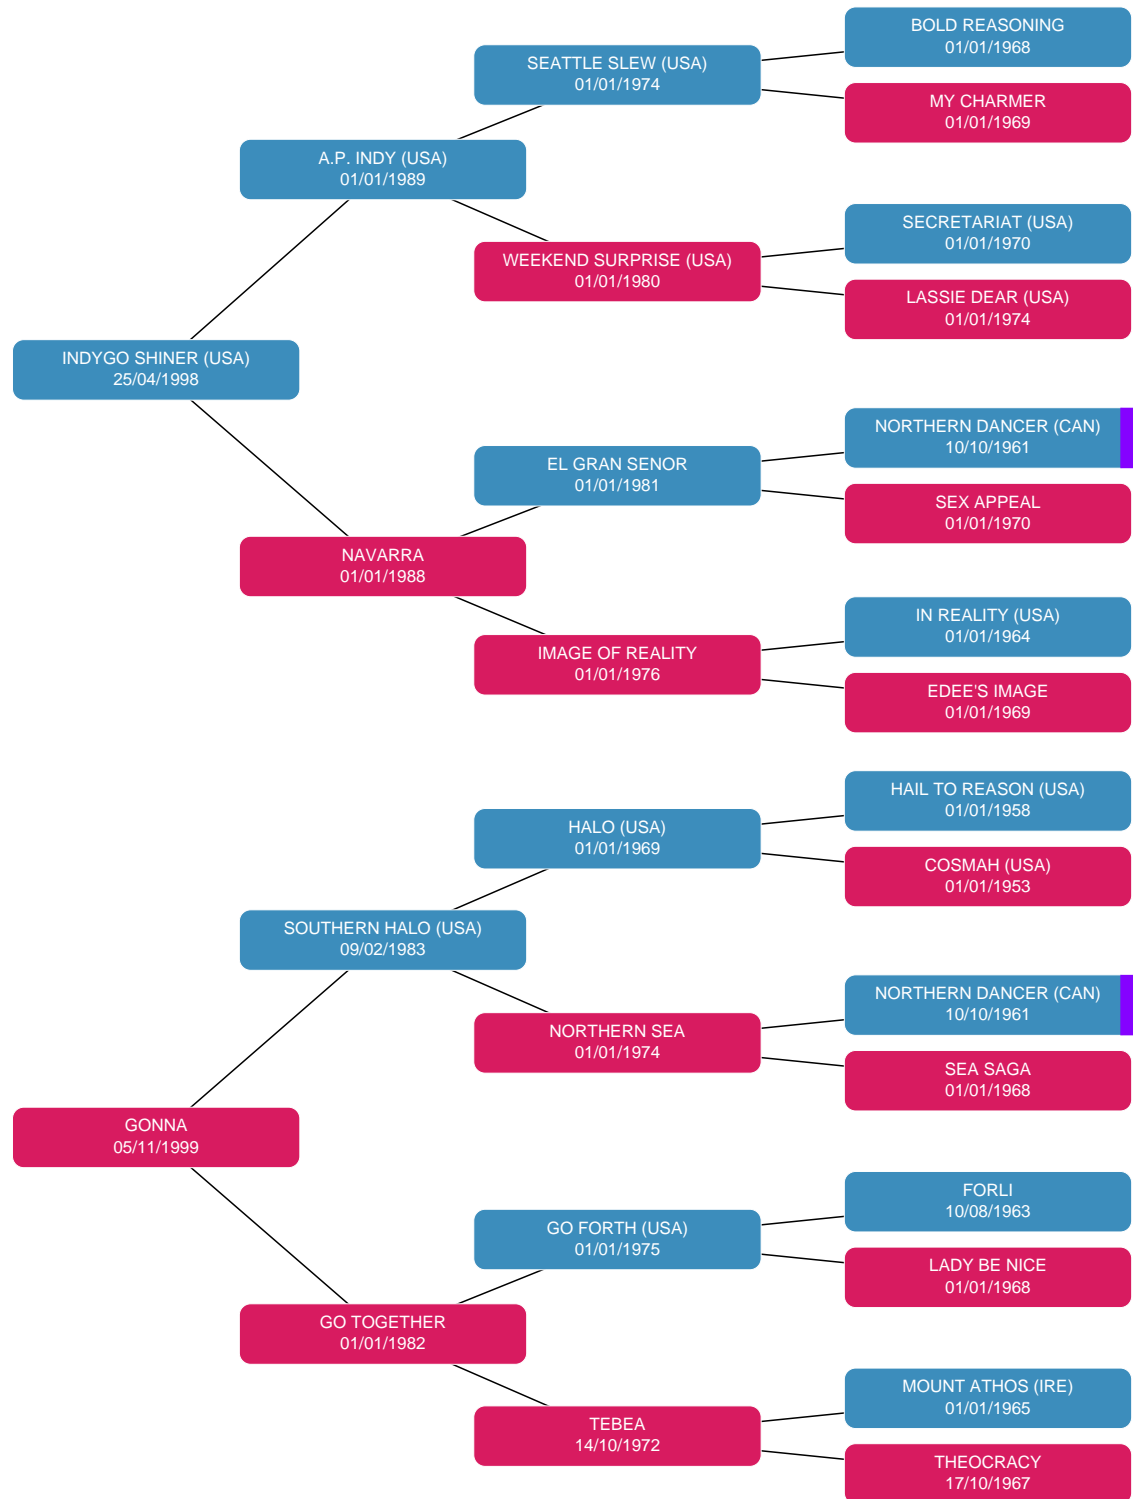 BOLD REASONING
01/01/1968
SEATTLE SLEW (USA)
01/01/1974
MY CHARMER
01/01/1969
A.P. INDY (USA)
01/01/1989
SECRETARIAT (USA)
01/01/1970
WEEKEND SURPRISE (USA)
01/01/1980
LASSIE DEAR (USA)
01/01/1974
INDYGO SHINER (USA)
25/04/1998
NORTHERN DANCER (CAN)
10/10/1961
EL GRAN SENOR
01/01/1981
SEX APPEAL
01/01/1970
NAVARRA
01/01/1988
IN REALITY (USA)
01/01/1964
IMAGE OF REALITY
01/01/1976
EDEE'S IMAGE
01/01/1969
HAIL TO REASON (USA)
01/01/1958
HALO (USA)
01/01/1969
COSMAH (USA)
01/01/1953
SOUTHERN HALO (USA)
09/02/1983
NORTHERN DANCER (CAN)
10/10/1961
NORTHERN SEA
01/01/1974
SEA SAGA
01/01/1968
GONNA
05/11/1999
FORLI
10/08/1963
GO FORTH (USA)
01/01/1975
LADY BE NICE
01/01/1968
GO TOGETHER
01/01/1982
MOUNT ATHOS (IRE)
01/01/1965
TEBEA
14/10/1972
THEOCRACY
17/10/1967